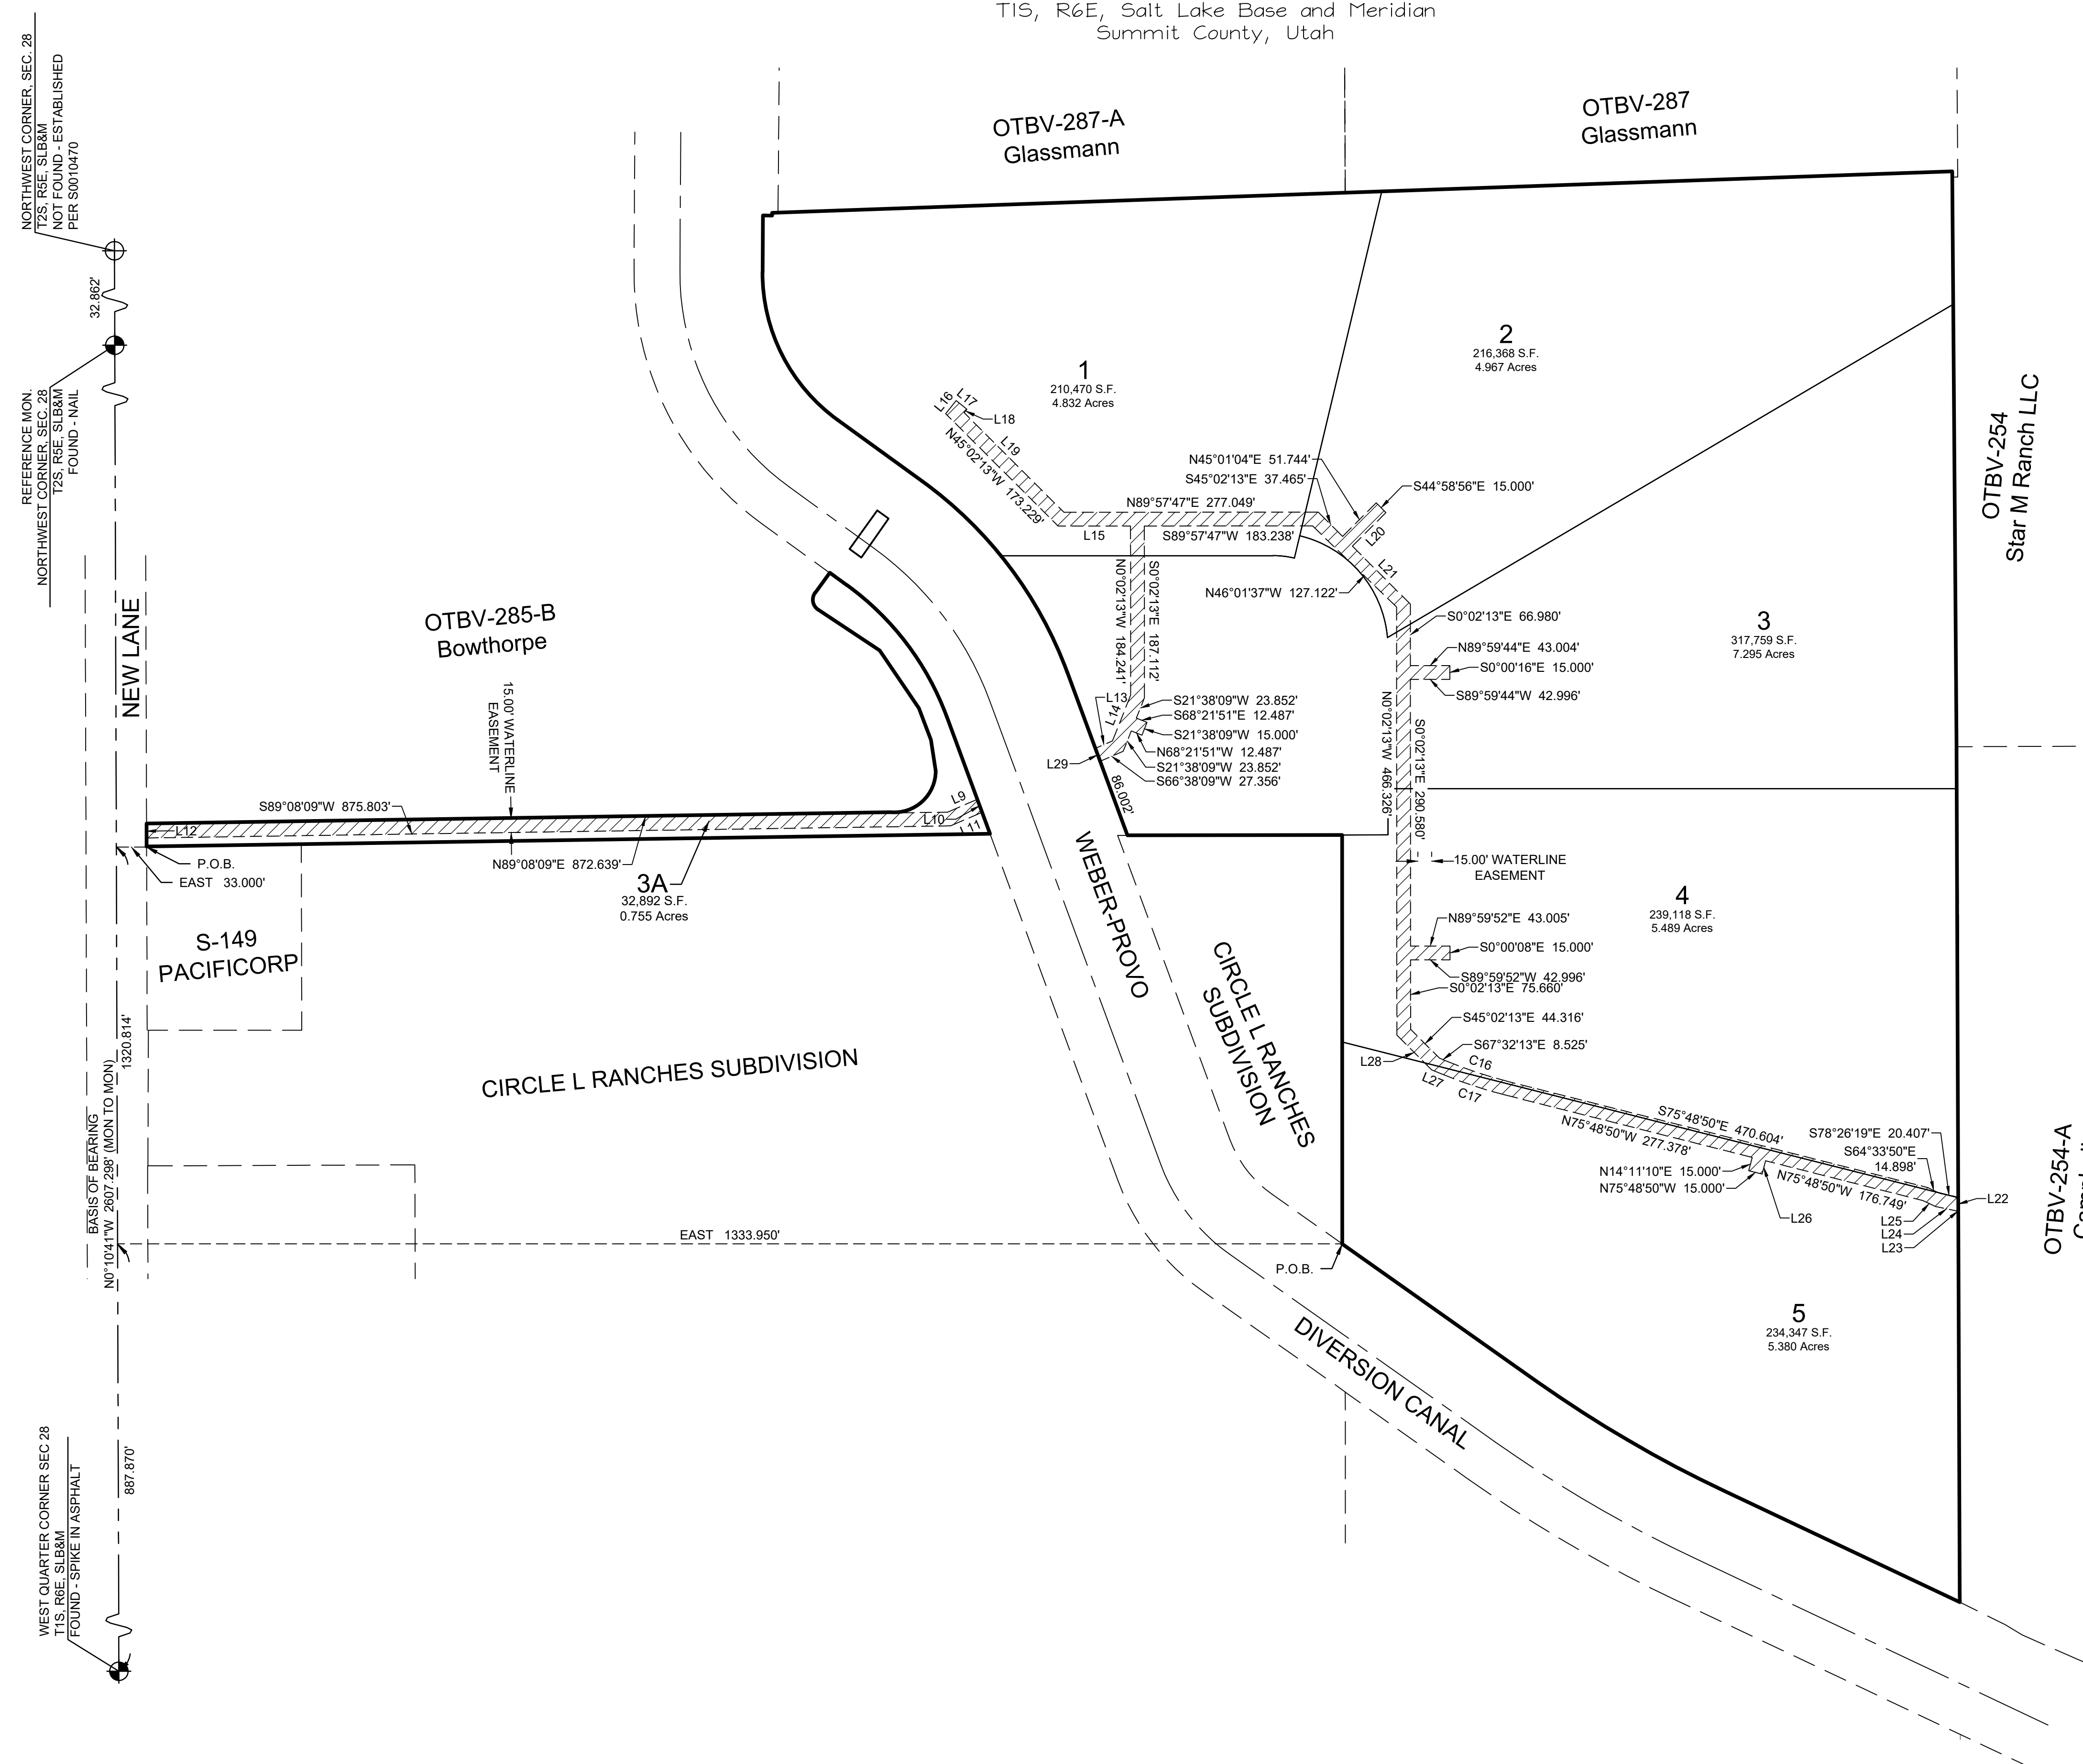 T1S, R6E, Salt Lake Base and Meridian
Summit County, Utah
NORTHWEST CORNER, SEC. 28
T2S, R5E, SLB&M
NOT FOUND - ESTABLISHED
PER S0010470
32.862'
REFERENCE MON.
NORTHWEST CORNER, SEC. 28
T2S, R5E, SLB&M
FOUND - NAIL
NEW LANE
OTBV-287-A
Glassmann
OTBV-287
Glassmann
OTBV-254
Star M Ranch LLC
OTBV-285-B
Bowthorpe
1
210,470 S.F.
4.832 Acres
2
216,368 S.F.
4.967 Acres
3
317,759 S.F.
7.295 Acres
L16
L17
L18
L19
N45°02'13"W 173.229'
N45°01'04"E 51.744'
S45°02'13"E 37.465'
S44°58'56"E 15.000'
N89°57'47"E 277.049'
L15
S89°57'47"W 183.238'
L20
L21
N46°01'37"W 127.122'
N0°02'13"W 184.241'
S0°02'13"E 187.112'
S0°02'13"E 66.980'
N89°59'44"E 43.004'
S0°00'16"E 15.000'
S89°59'44"W 42.996'
L13
L14
S21°38'09"W 23.852'
S68°21'51"E 12.487'
S21°38'09"W 15.000'
N68°21'51"W 12.487'
S21°38'09"W 23.852'
S66°38'09"W 27.356'
L29
86.002'
N0°02'13"W 466.326'
S0°02'13"E 290.580'
15.00' WATERLINE
EASEMENT
S89°08'09"W 875.803'
L9
L10
L11
L12
P.O.B.
EAST 33.000'
N89°08'09"E 872.639'
3A
32,892 S.F.
0.755 Acres
15.00' WATERLINE
EASEMENT
4
239,118 S.F.
5.489 Acres
S-149
PACIFICORP
WEBER-PROVO
CIRCLE L RANCHES
SUBDIVISION
N89°59'52"E 43.005'
S0°00'08"E 15.000'
S89°59'52"W 42.996'
S0°02'13"E 75.660'
S45°02'13"E 44.316'
S67°32'13"E 8.525'
L28
L27
C16
C17
1320.814'
CIRCLE L RANCHES SUBDIVISION
S75°48'50"E 470.604'
N75°48'50"W 277.378'
S78°26'19"E 20.407'
S64°33'50"E
14.898'
N14°11'10"E 15.000'
N75°48'50"W 15.000'
N75°48'50"W 176.749'
L22
L26
L25
L24
L23
OTBV-254-A
BASIS OF BEARING
N0°10'41"W 2607.298' (MON TO MON)
EAST 1333.950'
P.O.B.
5
234,347 S.F.
5.380 Acres
DIVERSION CANAL
887.870'
WEST QUARTER CORNER SEC 28
T1S, R6E, SLB&M
FOUND - SPIKE IN ASPHALT